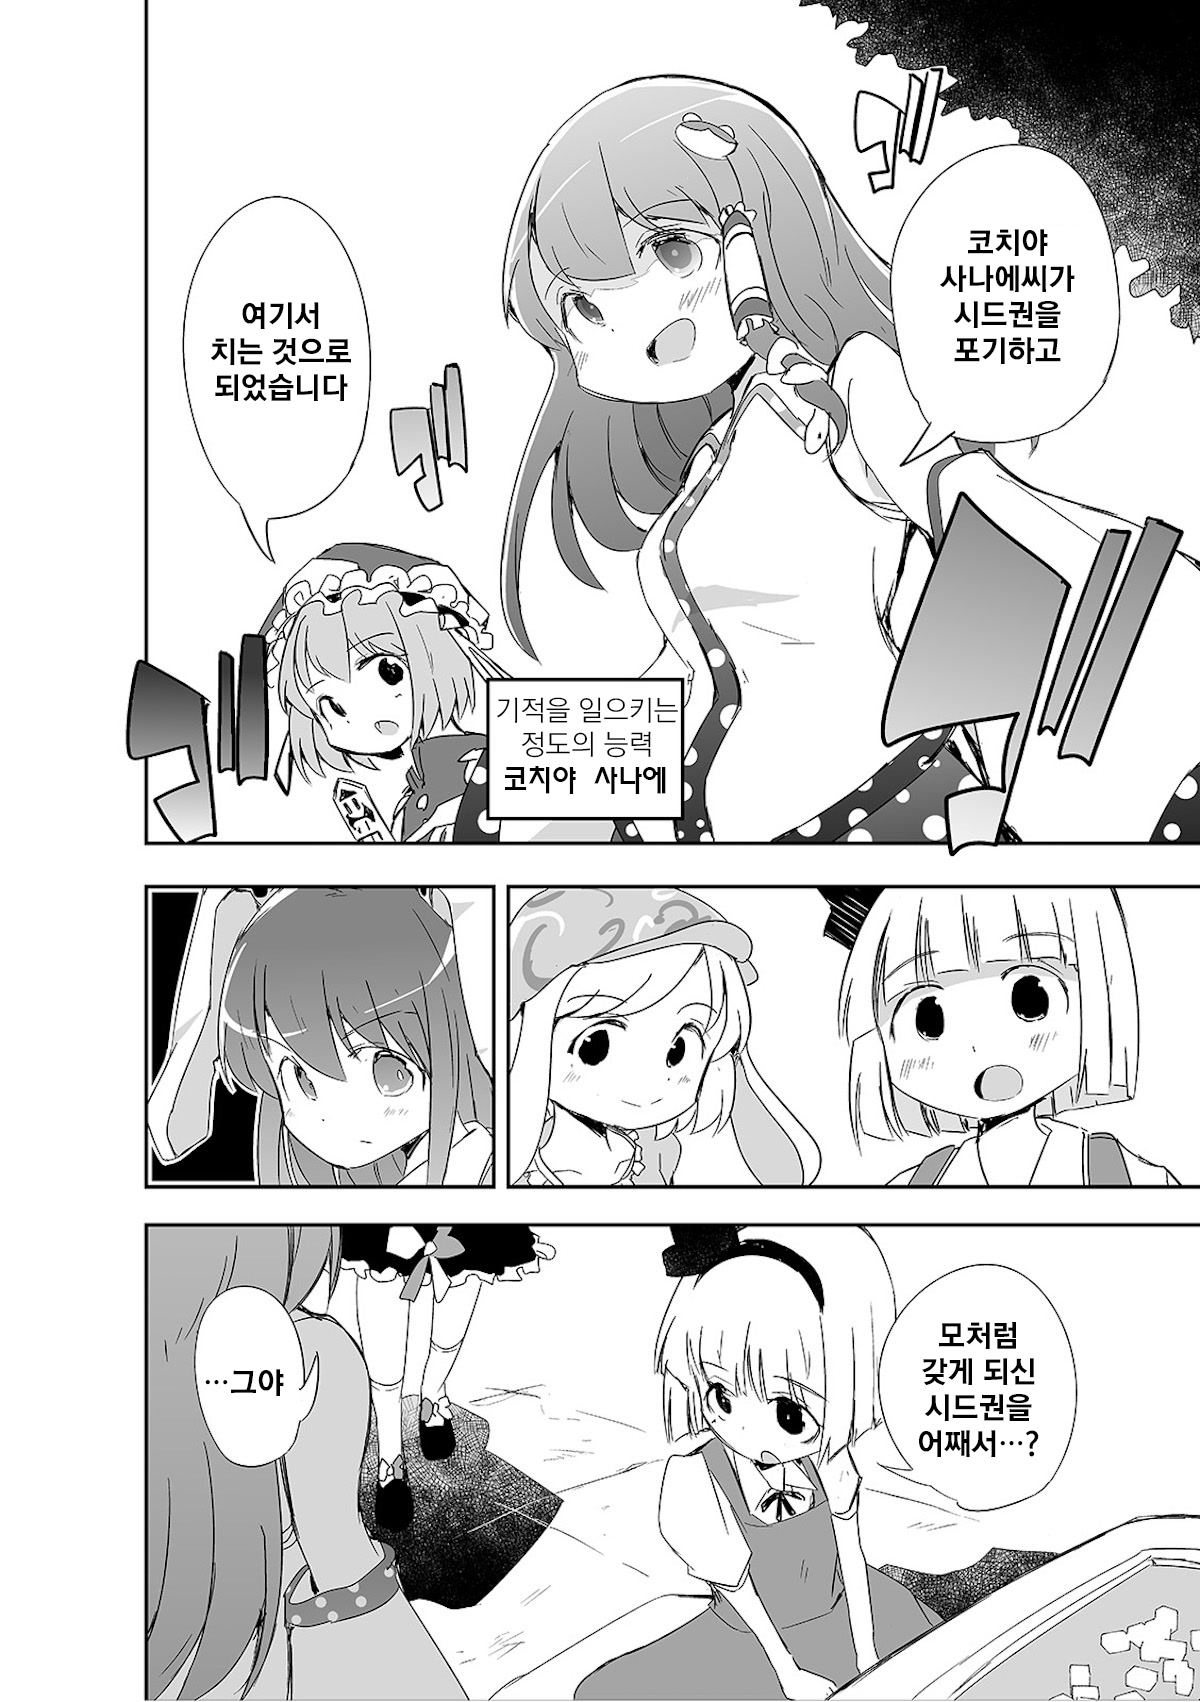 코치야
사나에씨가
시드권을
포기하고
여기서
치는 것으로
되었습니다
기적을 일으키는
정도의 능력
코치야 사나에
모처럼
갖게 되신
시드권을
어째서…?
…그야